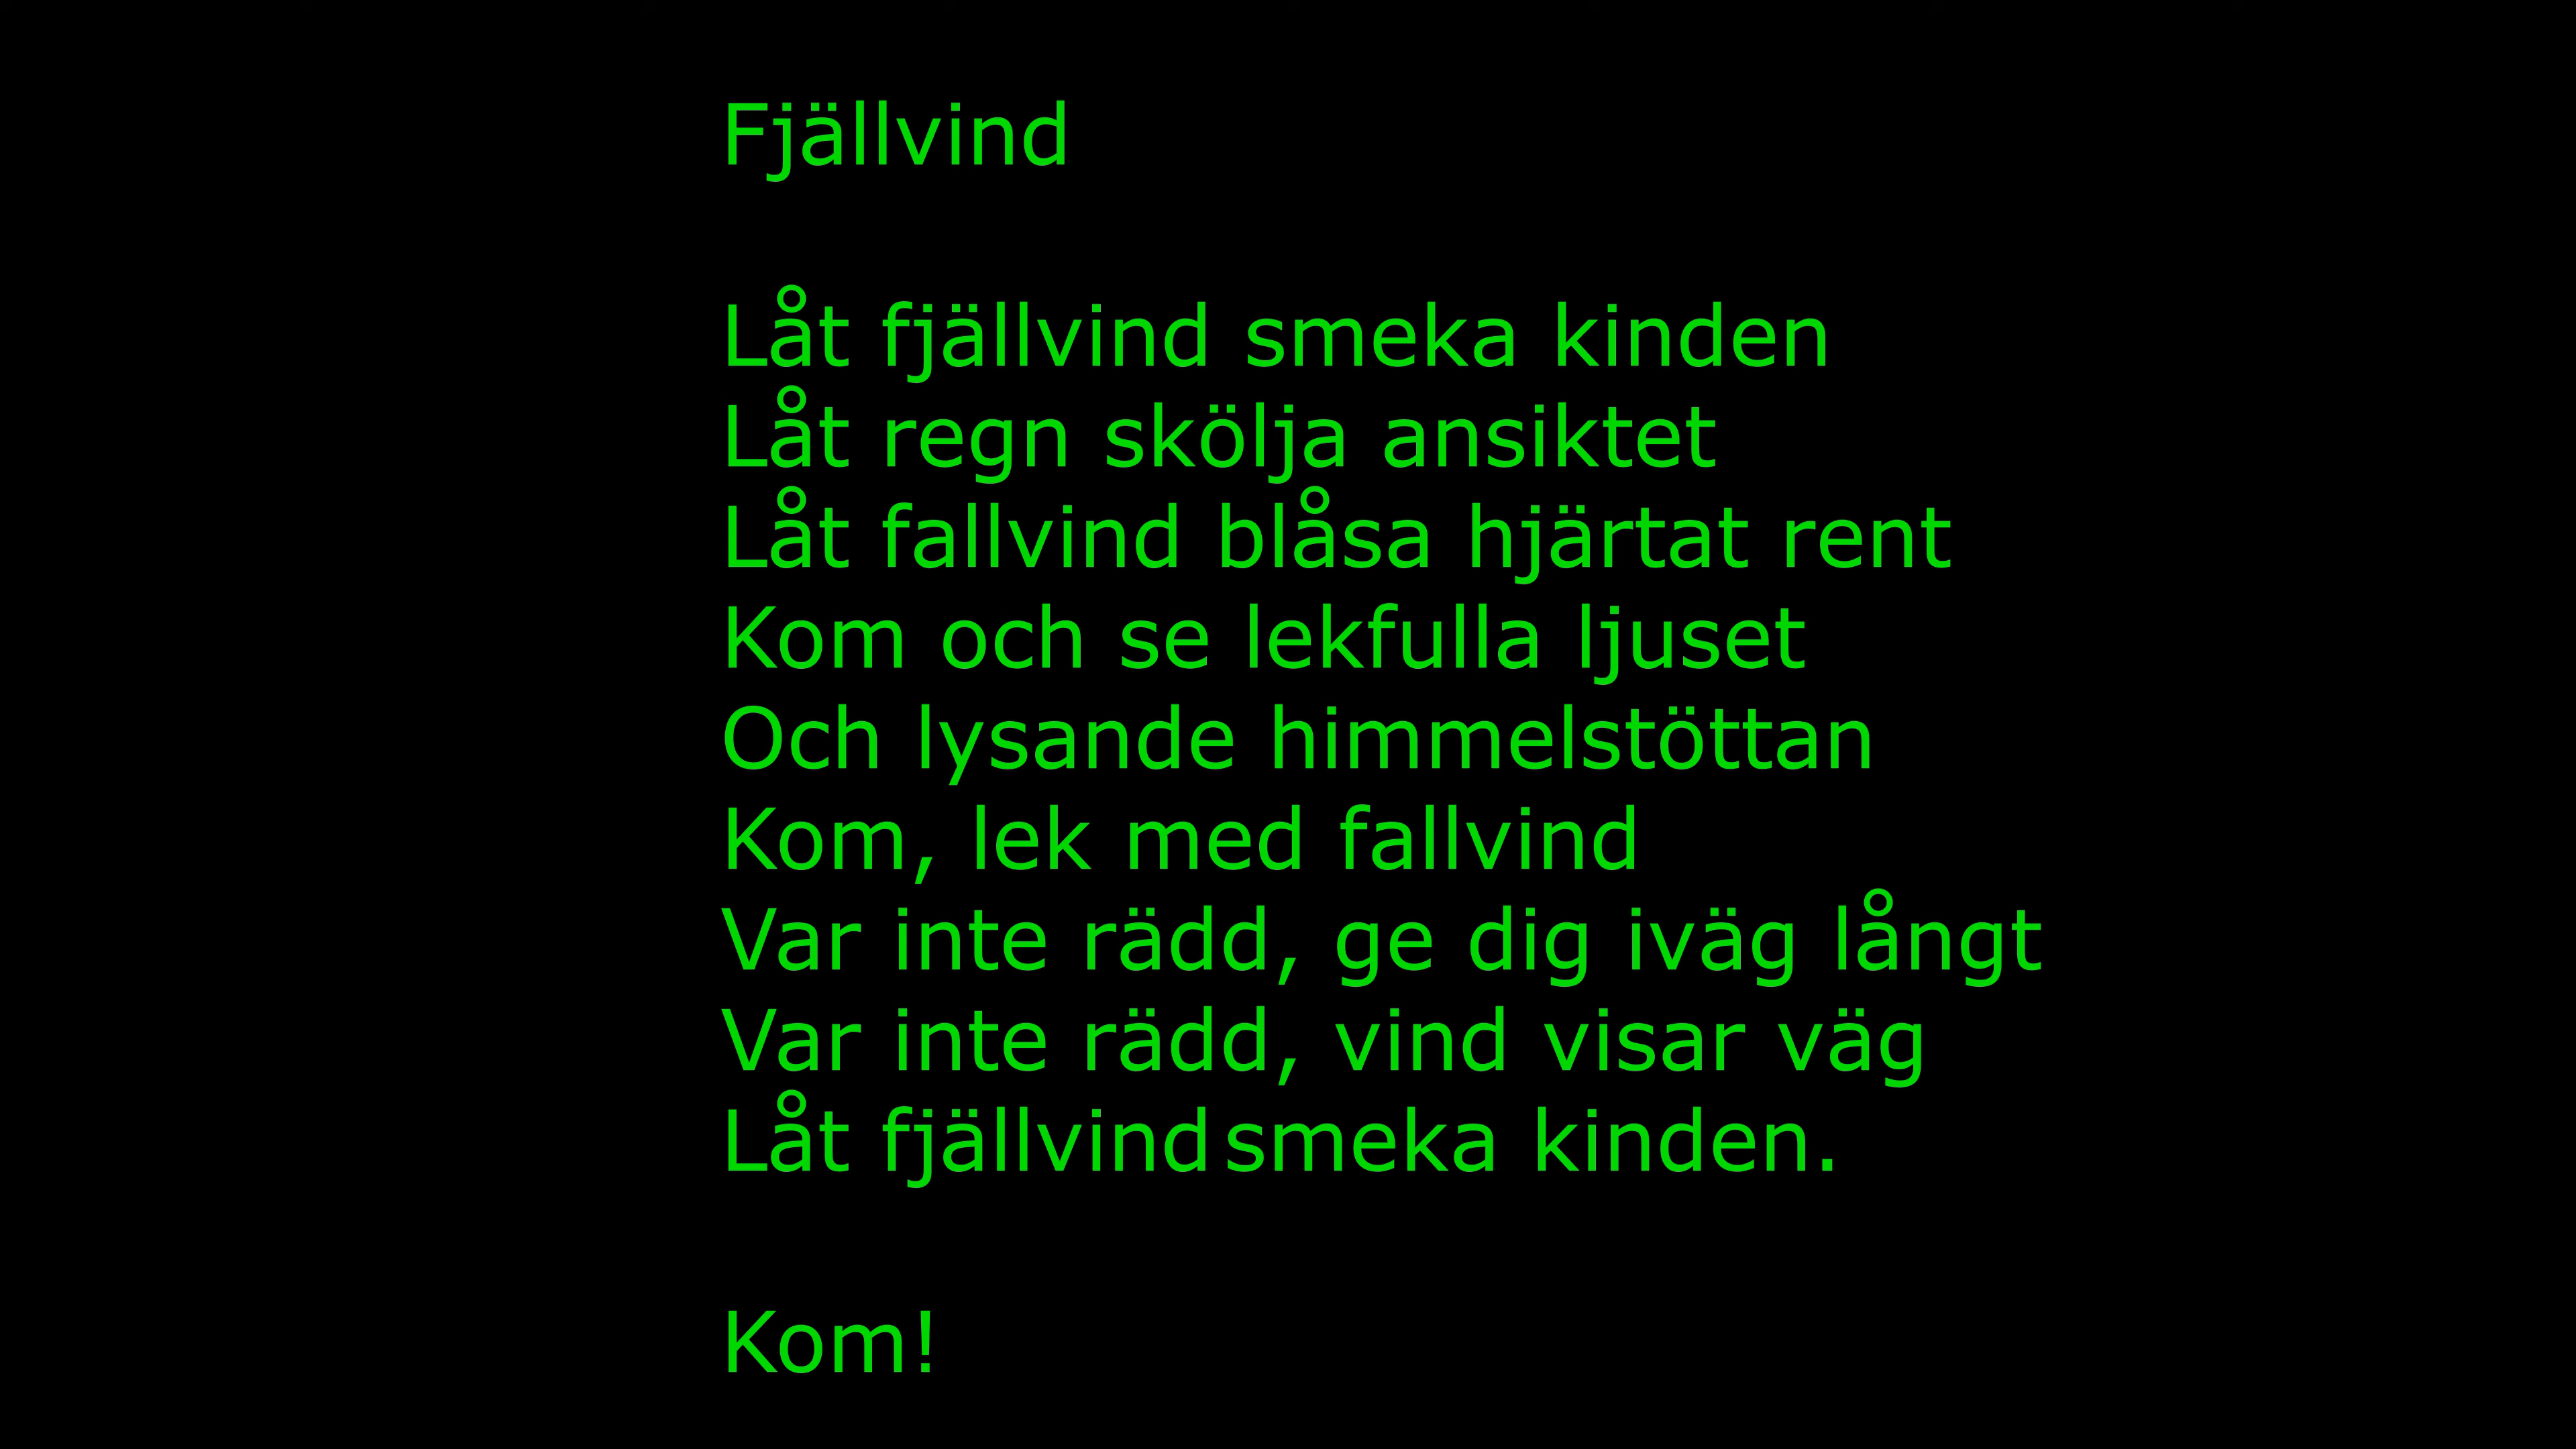 Fjällvind
Låt fjällvind smeka kinden
Låt regn skölja ansiktet
Låt fallvind blåsa hjärtat rent
Kom och se lekfulla ljuset
Och lysande himmelstöttan
Kom, lek med fallvind
Var inte rädd, ge dig iväg långt
Var inte rädd, vind visar väg
Låt fjällvind smeka kinden.
Kom!